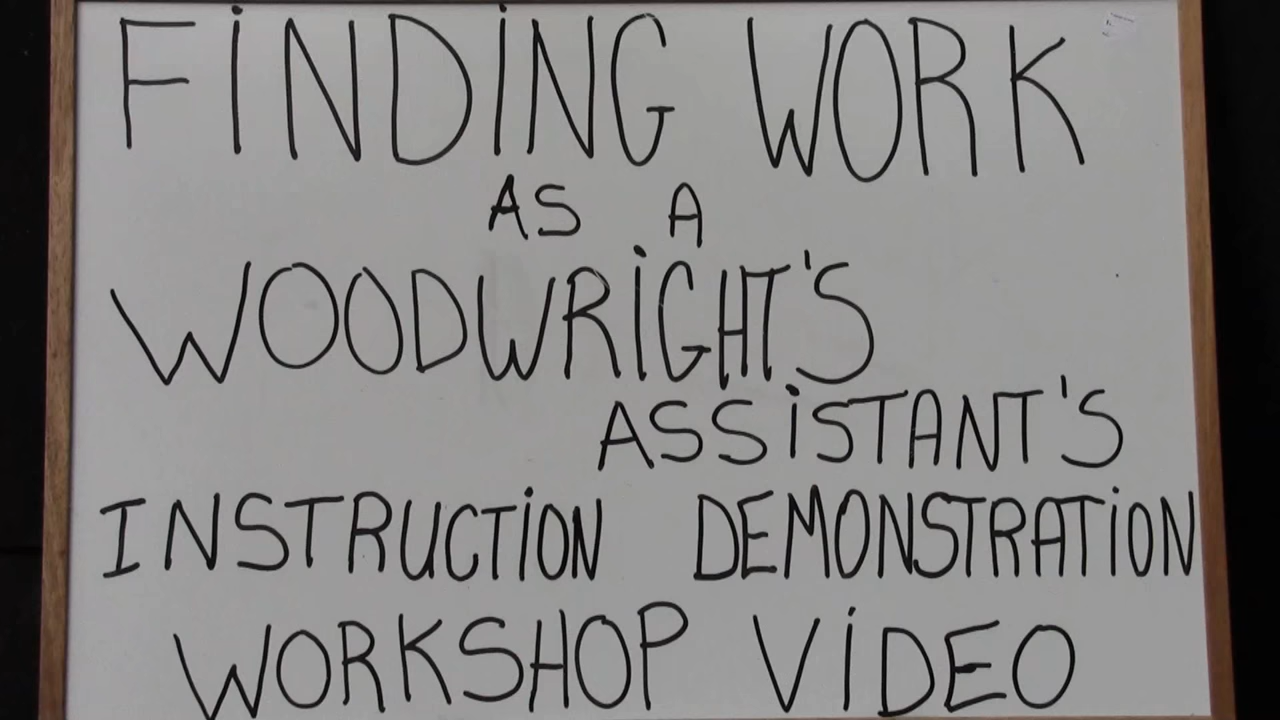 FiNDiNG WORK
AS A
WOODWRiGHT'S
ASSiSTANT'S
INSTRUCTiON DEMONSTRATiON
WORKSHOP ViDEO